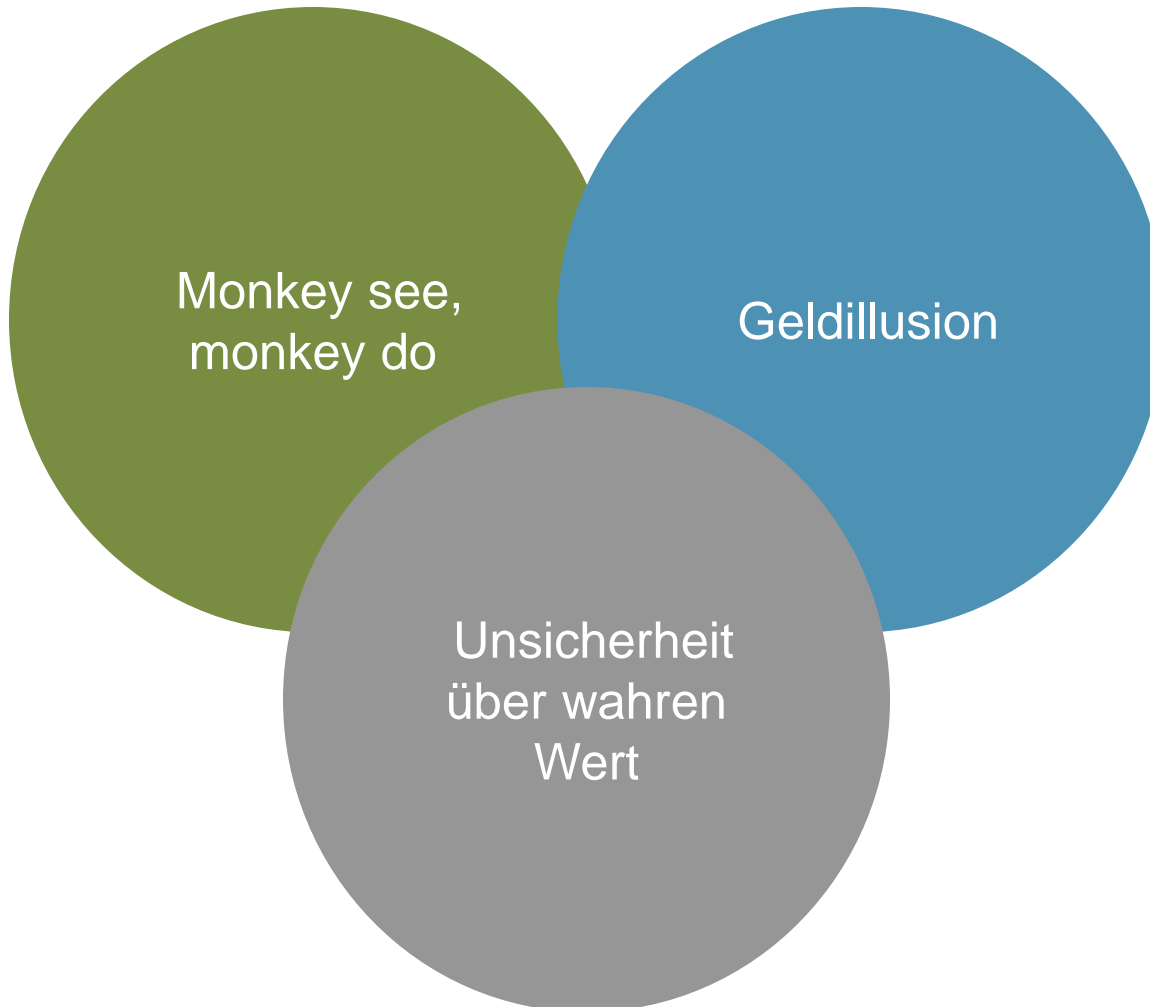 Monkey see,
monkey do
Geldillusion
Unsicherheit
über wahren
Wert